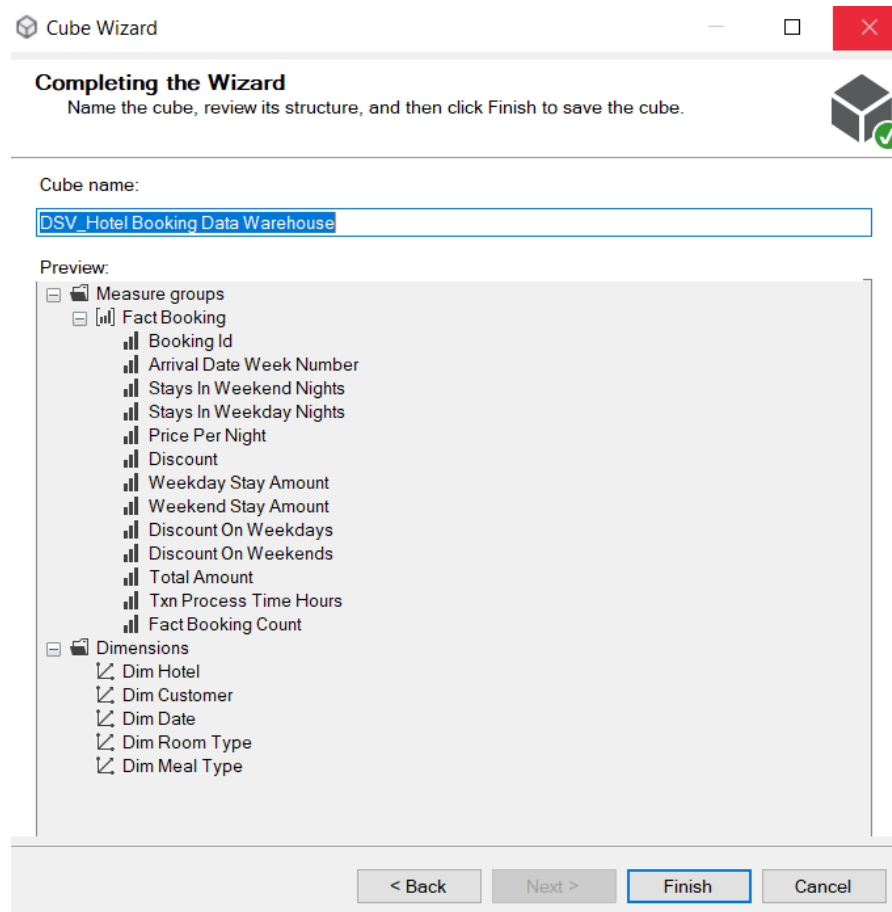 Cube Wizard
Completing the Wizard
Name the cube, review its structure, and then click Finish to save the cube.
Cube name:
DSV_Hotel Booking Data Warehouse
Preview:
Measure groups
Fact Booking
Booking Id
Arrival Date Week Number
Stays In Weekend Nights
Stays In Weekday Nights
Price Per Night
Discount
Weekday Stay Amount
Weekend Stay Amount
Discount On Weekdays
Discount On Weekends
Total Amount
Txn Process Time Hours
Fact Booking Count
Dimensions
Dim Hotel
Dim Customer
Dim Date
Dim Room Type
Dim Meal Type
< Back Next > Finish Cancel